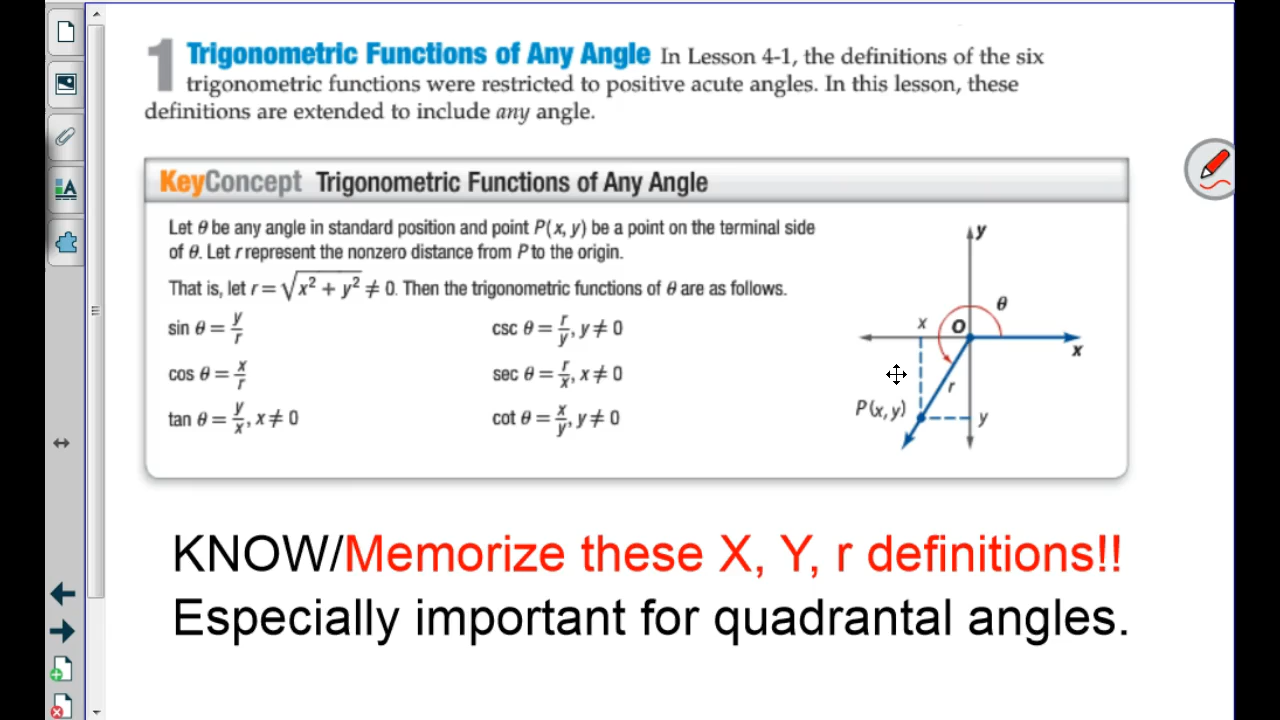 1 Trigonometric Functions of Any Angle In Lesson 4-1, the definitions of the six
trigonometric functions were restricted to positive acute angles. In this lesson, these
definitions are extended to include any angle.
KeyConcept Trigonometric Functions of Any Angle
Let θ be any angle in standard position and point P(x, y) be a point on the terminal side
of θ. Let r represent the nonzero distance from P to the origin.
That is, let r = √(x² + y²) ≠ 0. Then the trigonometric functions of θ are as follows.
sin θ = y/r csc θ = r/y, y ≠ 0
cos θ = x/r sec θ = r/x, x ≠ 0
tan θ = y/x, x ≠ 0 cot θ = x/y, y ≠ 0
y
θ
x O
x
r
P(x, y)
y
KNOW/Memorize these X, Y, r definitions!!
Especially important for quadrantal angles.